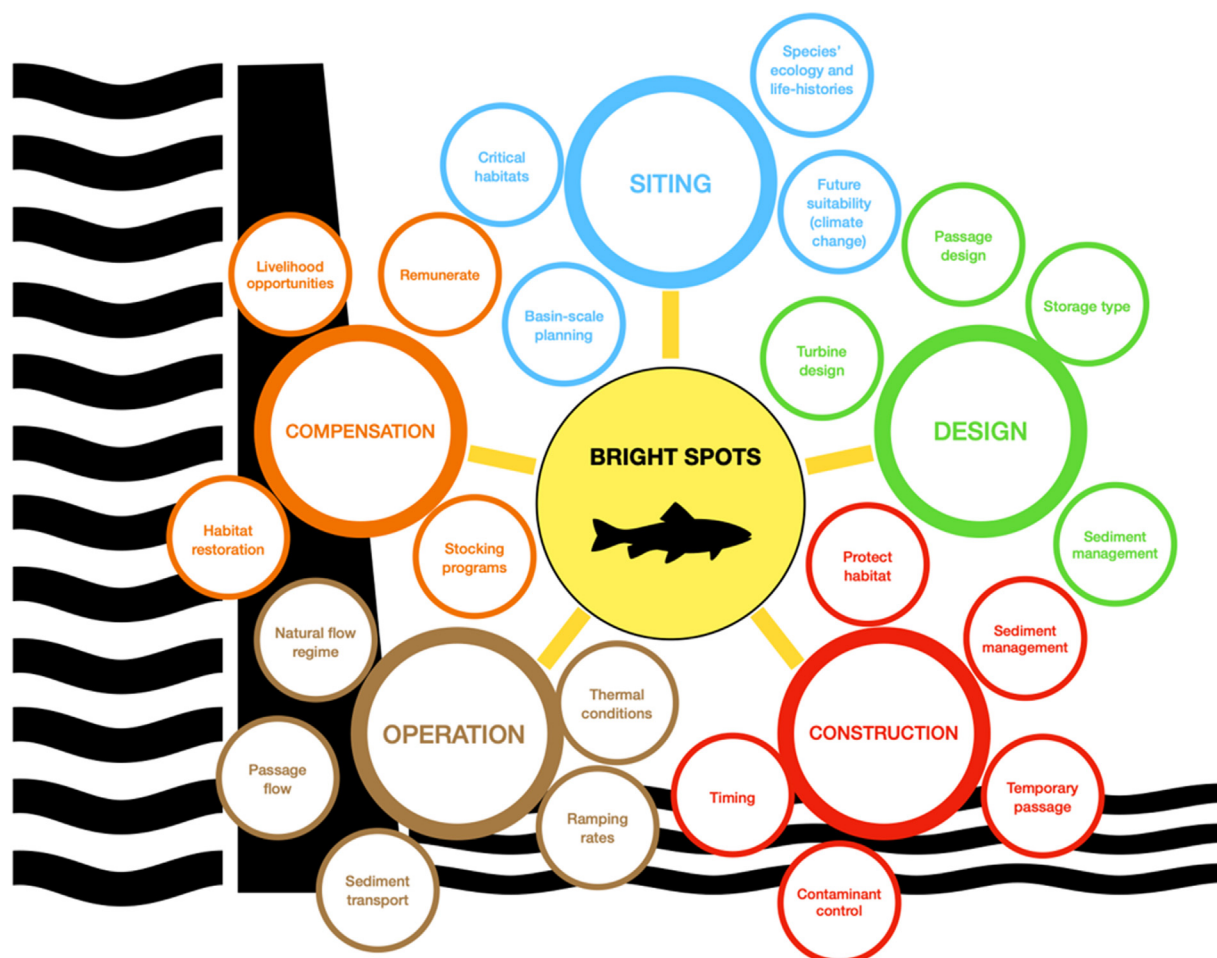 Species'
ecology and
life-histories
Critical
habitats
SITING
Future
suitability
(climate
change)
Basin-scale
planning
Passage
design
Storage type
Turbine
design
DESIGN
Sediment
management
Livelihood
opportunities
Remunerate
COMPENSATION
Habitat
restoration
Stocking
programs
BRIGHT SPOTS
Protect
habitat
Sediment
management
CONSTRUCTION
Timing
Temporary
passage
Contaminant
control
Natural flow
regime
Thermal
conditions
OPERATION
Passage
flow
Ramping
rates
Sediment
transport